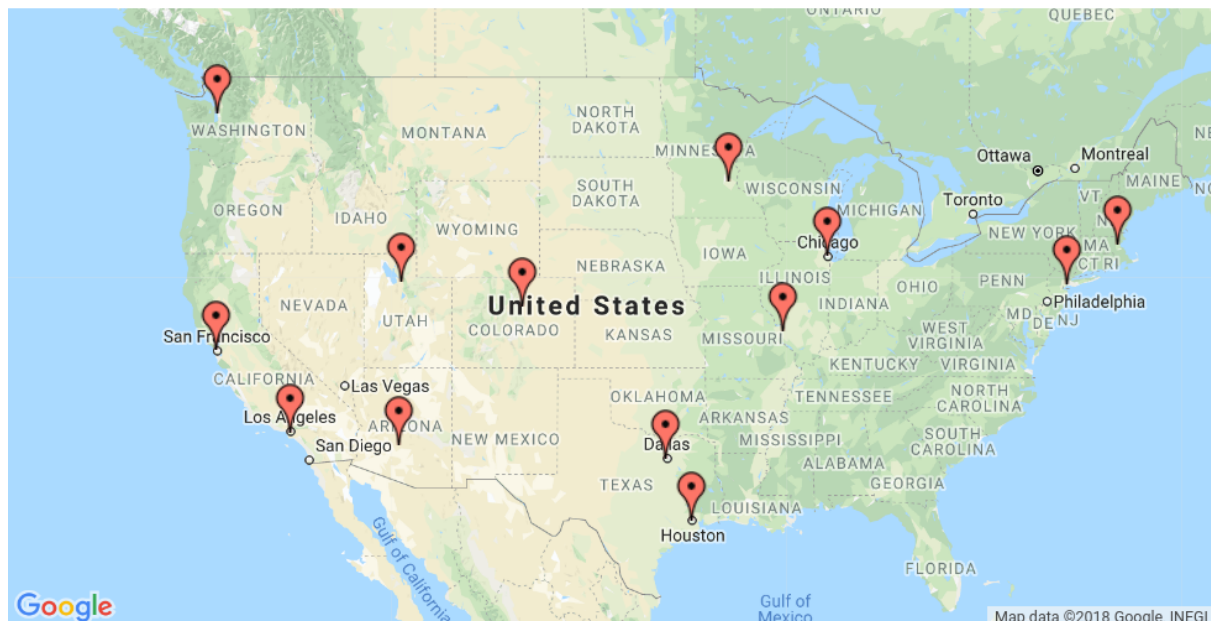 ONTARIO
QUEBEC
WASHINGTON
MONTANA
NORTH
DAKOTA
MINNESOTA
Ottawa
Montreal
MAINE
VT
SOUTH
DAKOTA
WISCONSIN
MICHIGAN
Toronto
OREGON
IDAHO
WYOMING
NEW YORK
MA
CT RI
IOWA
Chicago
NEBRASKA
ILLINOIS
INDIANA
OHIO
PENN
NEVADA
UTAH
United States
COLORADO
KANSAS
MISSOURI
Philadelphia
MD
DE
NJ
WEST
VIRGINIA
San Francisco
KENTUCKY
VIRGINIA
CALIFORNIA
Las Vegas
OKLAHOMA
TENNESSEE
NORTH
CAROLINA
Los Angeles
ARIZONA
NEW MEXICO
ARKANSAS
San Diego
Dallas
MISSISSIPPI
SOUTH
CAROLINA
ALABAMA
GEORGIA
TEXAS
LOUISIANA
Houston
Gulf of California
FLORIDA
Gulf of
Mexico
Google
Map data ©2018 Google, INEGI